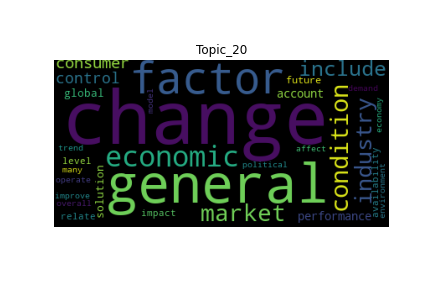 Topic_20
consumer
factor
include
control
future
demand
global
account
model
change
condition
industry
economy
trend
economic
affect
level
political
many
general
availability
environment
operate
solution
improve
overall
market
performance
relate
impact